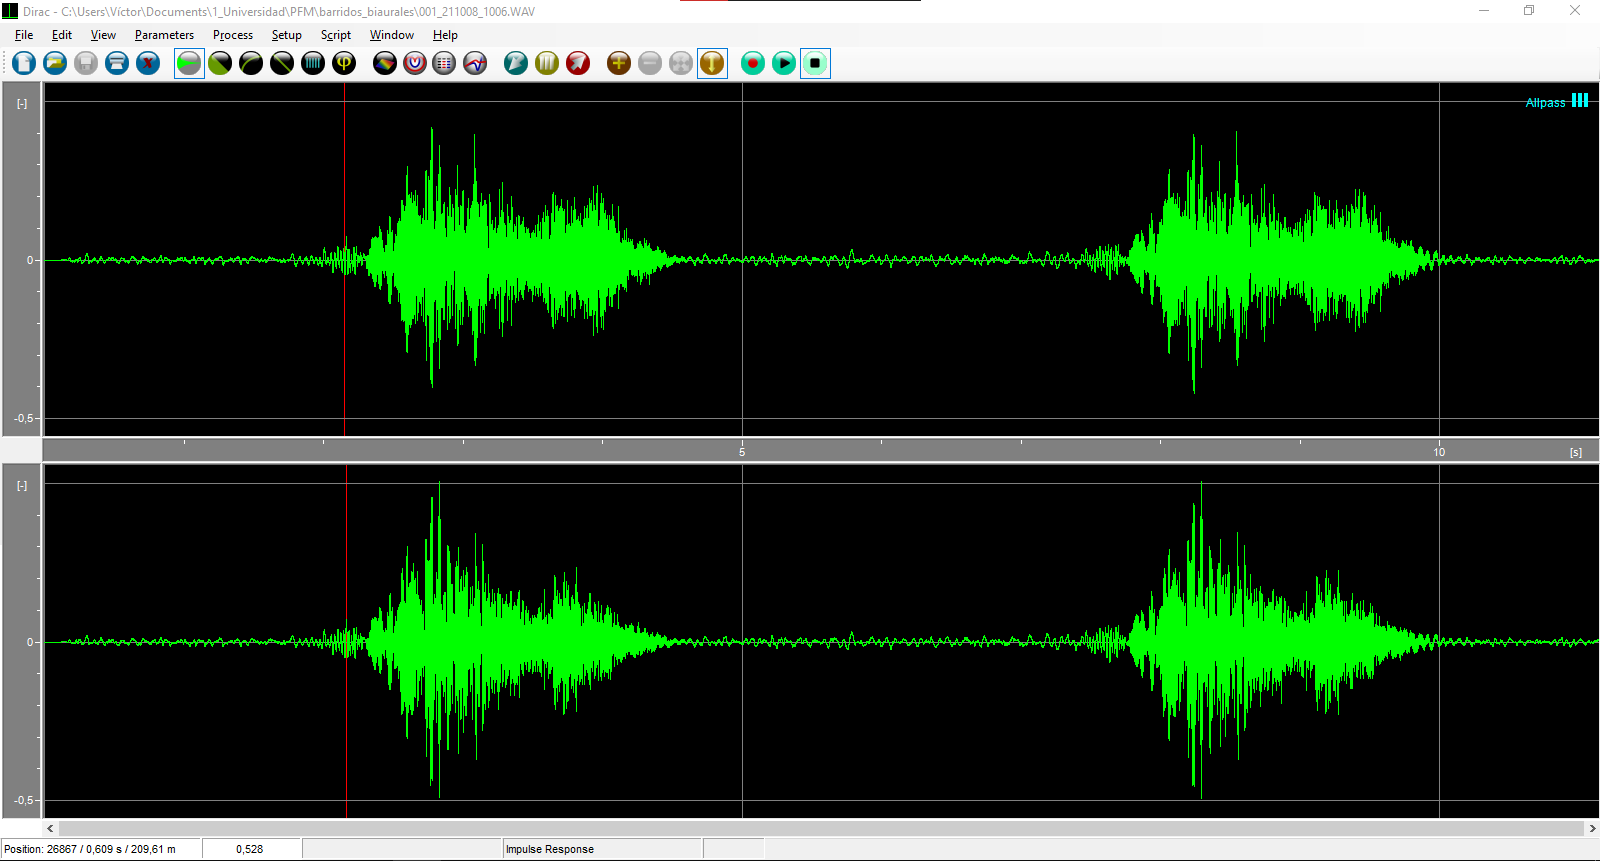 Dirac - C:\Users\Víctor\Documents\1_Universidad\PFM\barridos_biaurales\001_211008_1006.WAV
File Edit View Parameters Process Setup Script Window Help
[-]
Allpass
0
-0,5
5 10 [s]
[-]
0
-0,5
Position: 26867 / 0,609 s / 209,61 m 0,528 Impulse Response